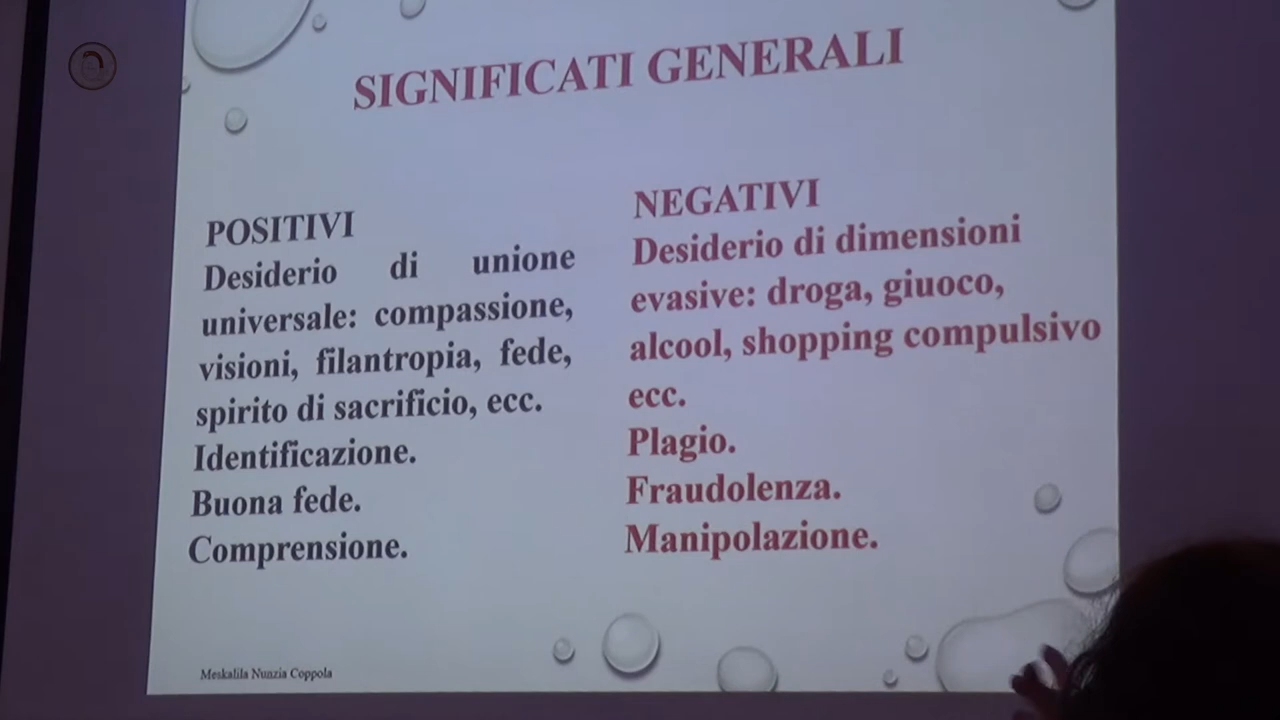 SIGNIFICATI GENERALI
POSITIVI
Desiderio di unione
universale: compassione,
visioni, filantropia, fede,
spirito di sacrificio, ecc.
Identificazione.
Buona fede.
Comprensione.
NEGATIVI
Desiderio di dimensioni
evasive: droga, giuoco,
alcool, shopping compulsivo
ecc.
Plagio.
Fraudolenza.
Manipolazione.
Meskalila Nunzia Coppola